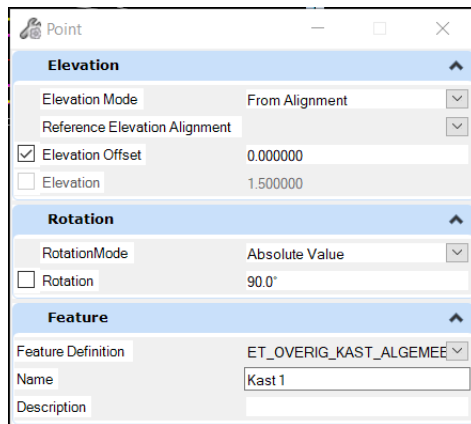 Point
Elevation
Elevation Mode From Alignment
Reference Elevation Alignment
Elevation Offset 0.000000
Elevation 1.500000
Rotation
RotationMode Absolute Value
Rotation 90.0°
Feature
Feature Definition ET_OVERIG_KAST_ALGEMEE
Name Kast 1
Description